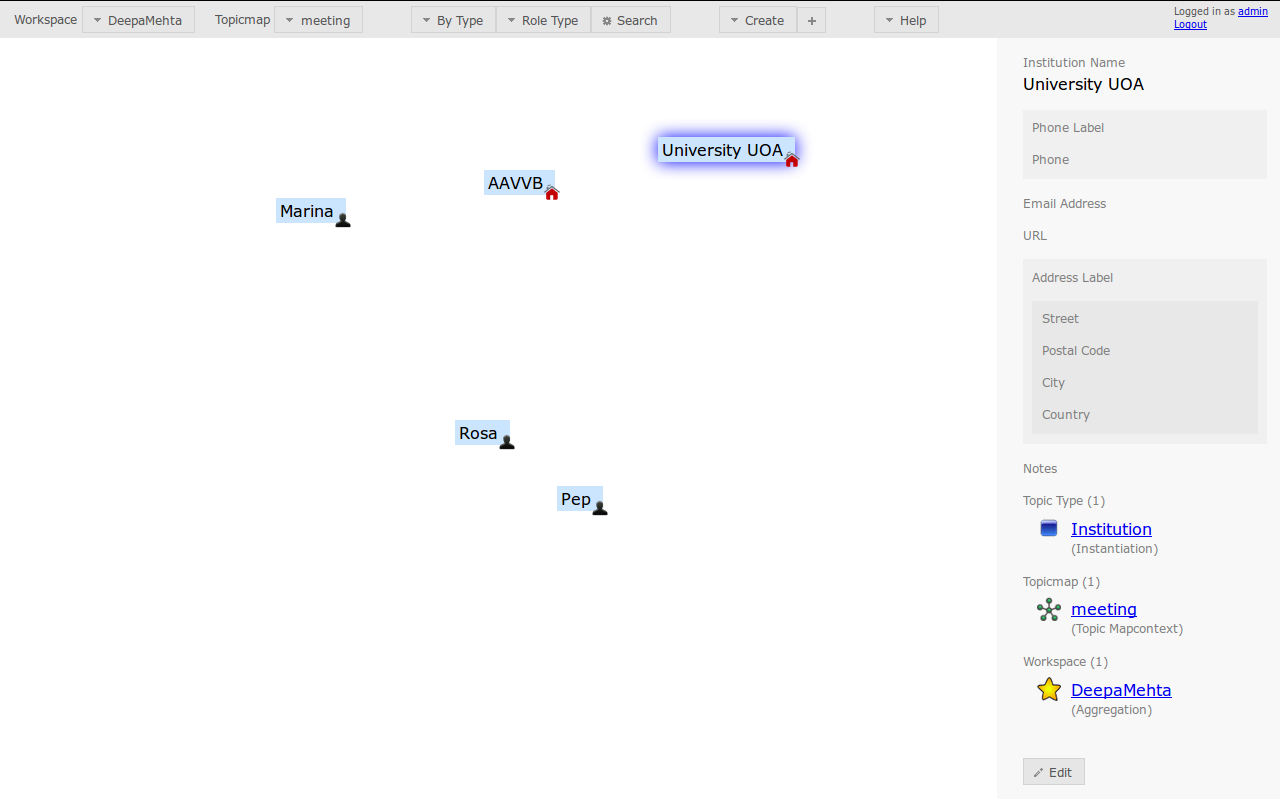 Workspace DeepaMehta Topicmap meeting By Type Role Type Search Create + Help
Logged in as admin
Logout
University UOA
AAVVB
Marina
Rosa
Pep
Institution Name
University UOA
Phone Label
Phone
Email Address
URL
Address Label
Street
Postal Code
City
Country
Notes
Topic Type (1)
Institution
(Instantiation)
Topicmap (1)
meeting
(Topic Mapcontext)
Workspace (1)
DeepaMehta
(Aggregation)
Edit